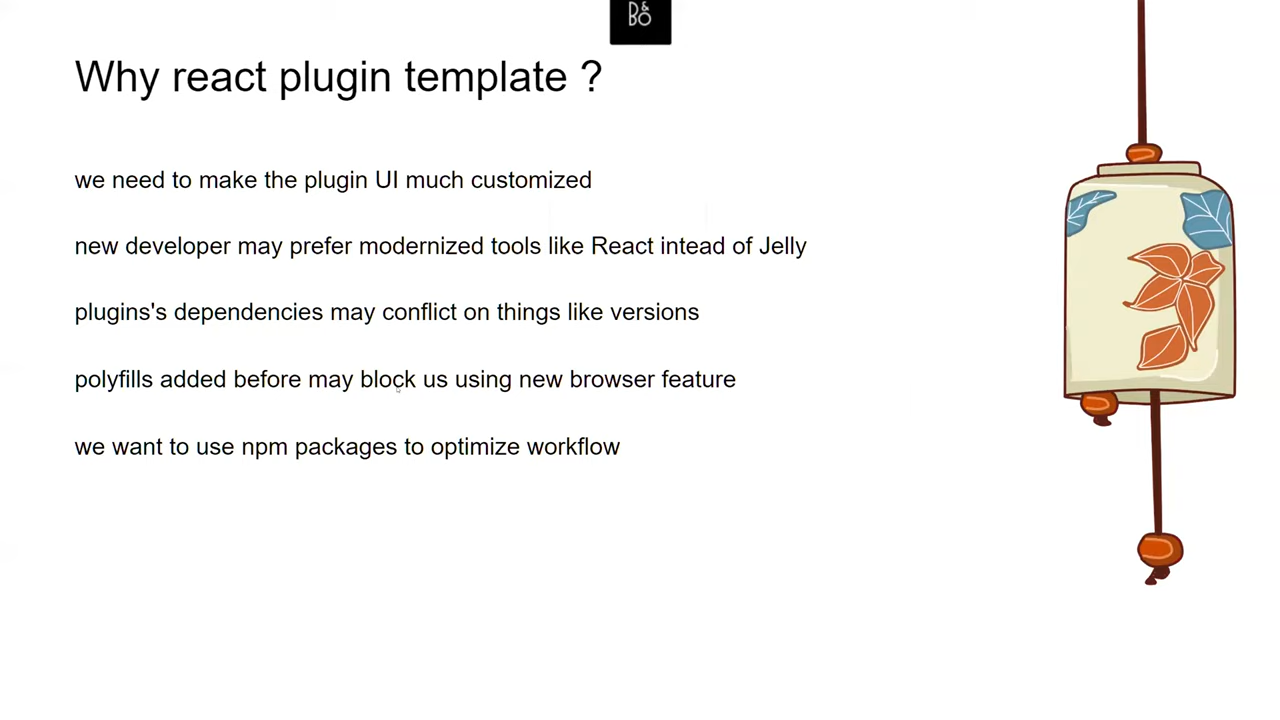 B&O
Why react plugin template ?
we need to make the plugin UI much customized
new developer may prefer modernized tools like React intead of Jelly
plugins's dependencies may conflict on things like versions
polyfills added before may block us using new browser feature
we want to use npm packages to optimize workflow